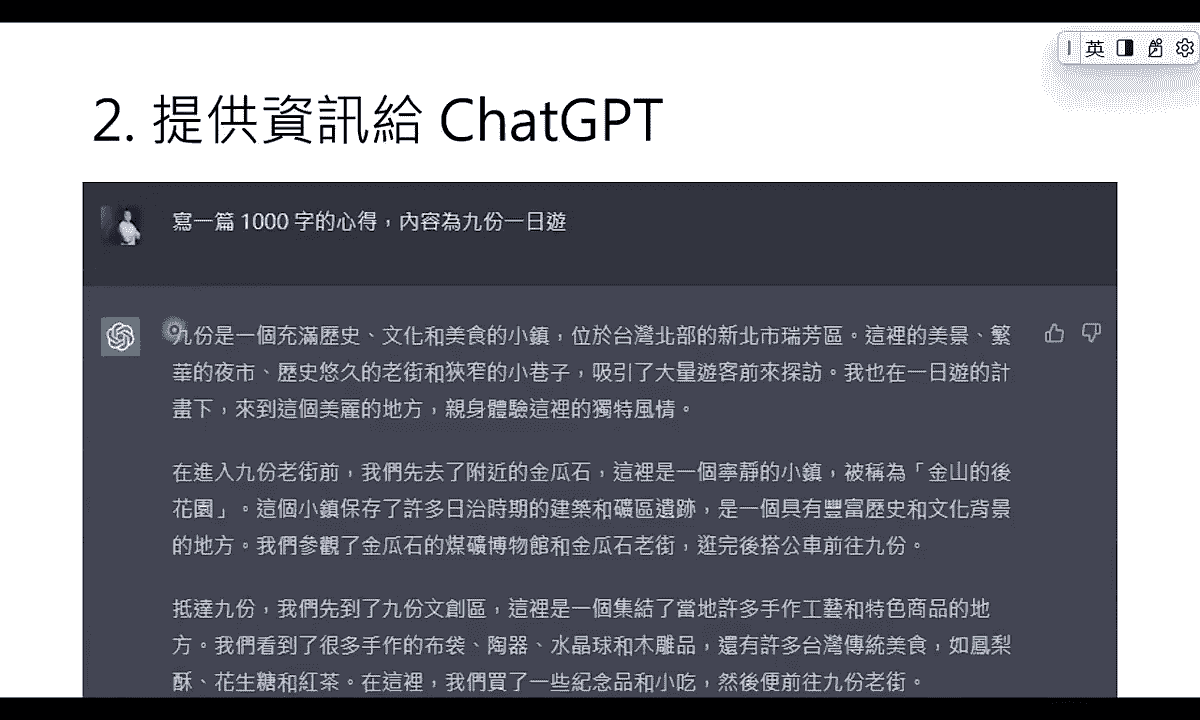 英
2. 提供資訊給 ChatGPT
寫一篇 1000 字的心得，內容為九份一日遊
九份是一個充滿歷史、文化和美食的小鎮，位於台灣北部的新北市瑞芳區。這裡的美景、繁
華的夜市、歷史悠久的老街和狹窄的小巷子，吸引了大量遊客前來探訪。我也在一日遊的計
畫下，來到這個美麗的地方，親身體驗這裡的獨特風情。
在進入九份老街前，我們先去了附近的金瓜石，這裡是一個寧靜的小鎮，被稱為「金山的後
花園」。這個小鎮保存了許多日治時期的建築和礦區遺跡，是一個具有豐富歷史和文化背景
的地方。我們參觀了金瓜石的煤礦博物館和金瓜石老街，逛完後搭公車前往九份。
抵達九份，我們先到了九份文創區，這裡是一個集結了當地許多手作工藝和特色商品的地
方。我們看到了很多手作的布袋、陶器、水晶球和木雕品，還有許多台灣傳統美食，如鳳梨
酥、花生糖和紅茶。在這裡，我們買了一些紀念品和小吃，然後便前往九份老街。